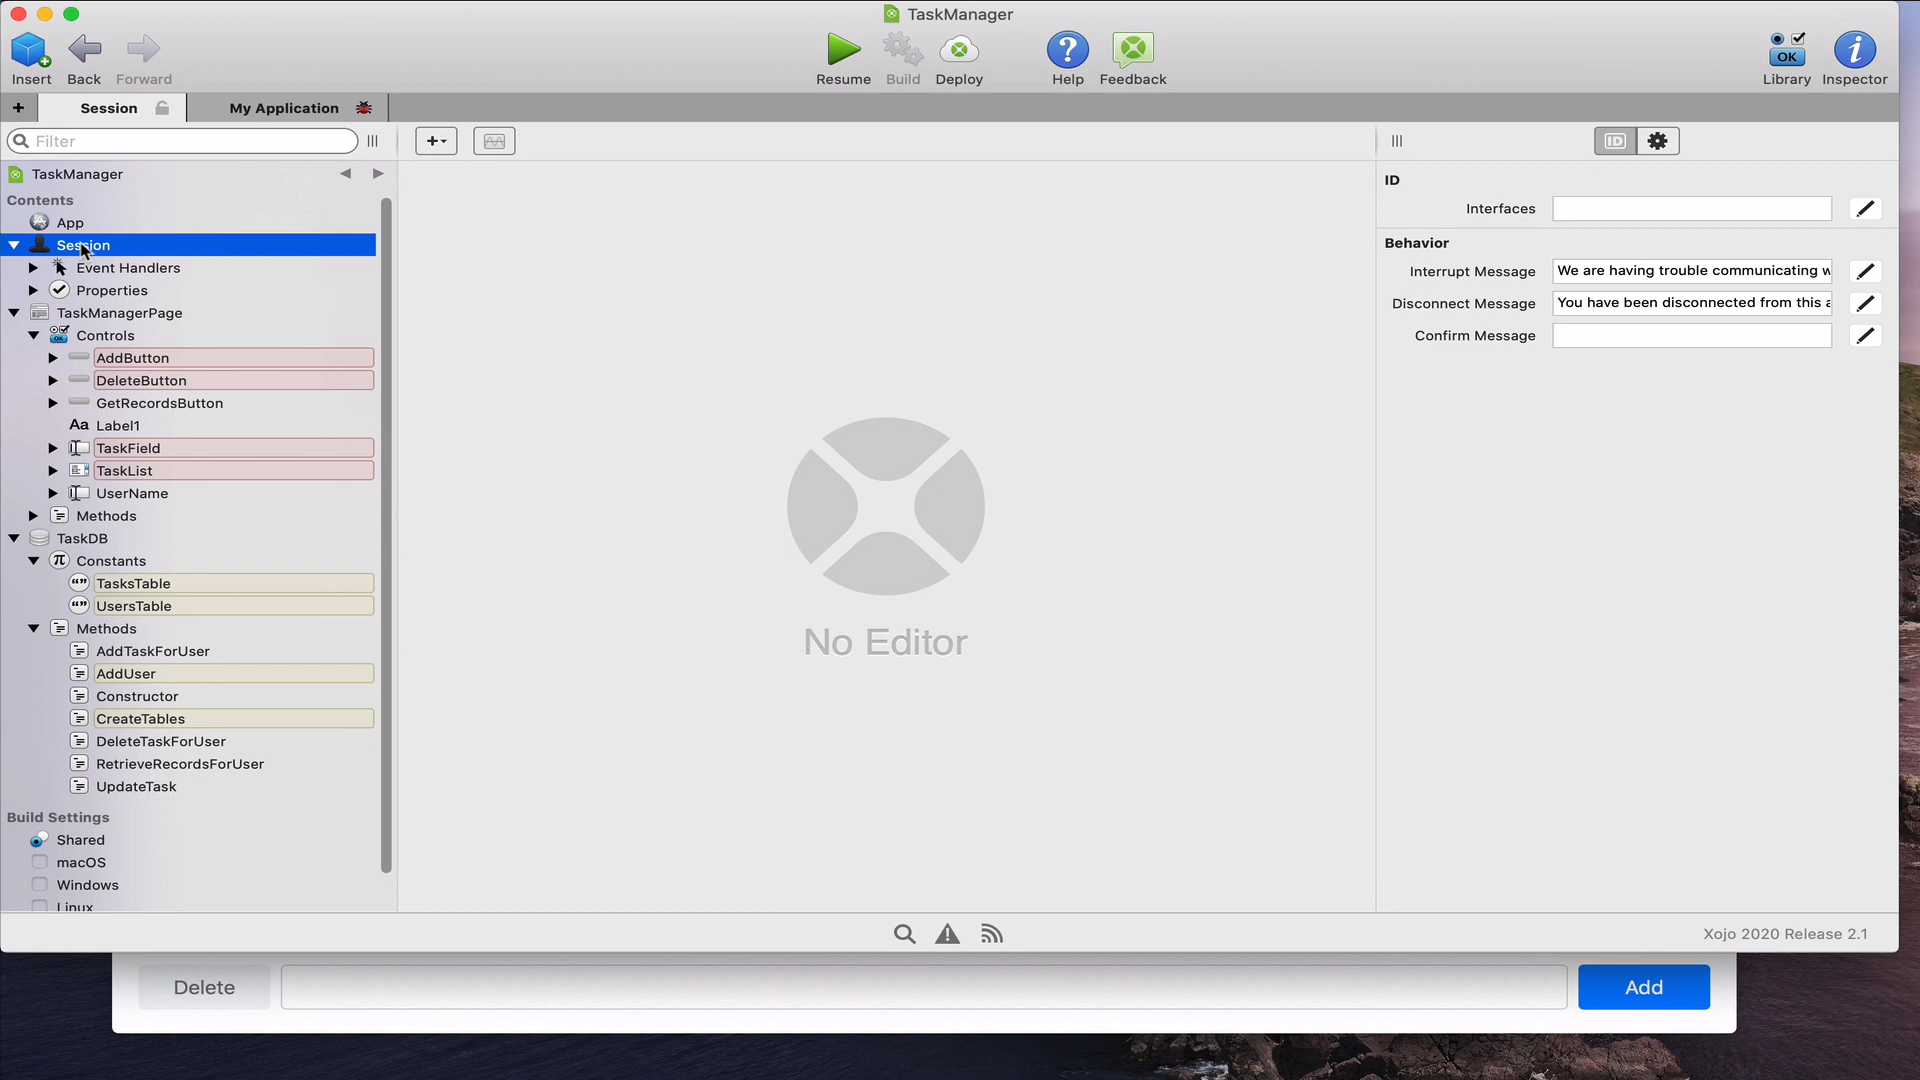 TaskManager
Insert Back Forward Resume Build Deploy Help Feedback OK Library Inspector
+ Session My Application
Filter
TaskManager
Contents
App
Session
Event Handlers
Properties
TaskManagerPage
Controls
AddButton
DeleteButton
GetRecordsButton
Aa Label1
TaskField
TaskList
UserName
Methods
TaskDB
π Constants
TasksTable
UsersTable
Methods
AddTaskForUser
AddUser
Constructor
CreateTables
DeleteTaskForUser
RetrieveRecordsForUser
UpdateTask
Build Settings
Shared
macOS
Windows
Linux
No Editor
ID
ID
Interfaces
Behavior
Interrupt Message We are having trouble communicating w
Disconnect Message You have been disconnected from this a
Confirm Message
Xojo 2020 Release 2.1
Delete Add